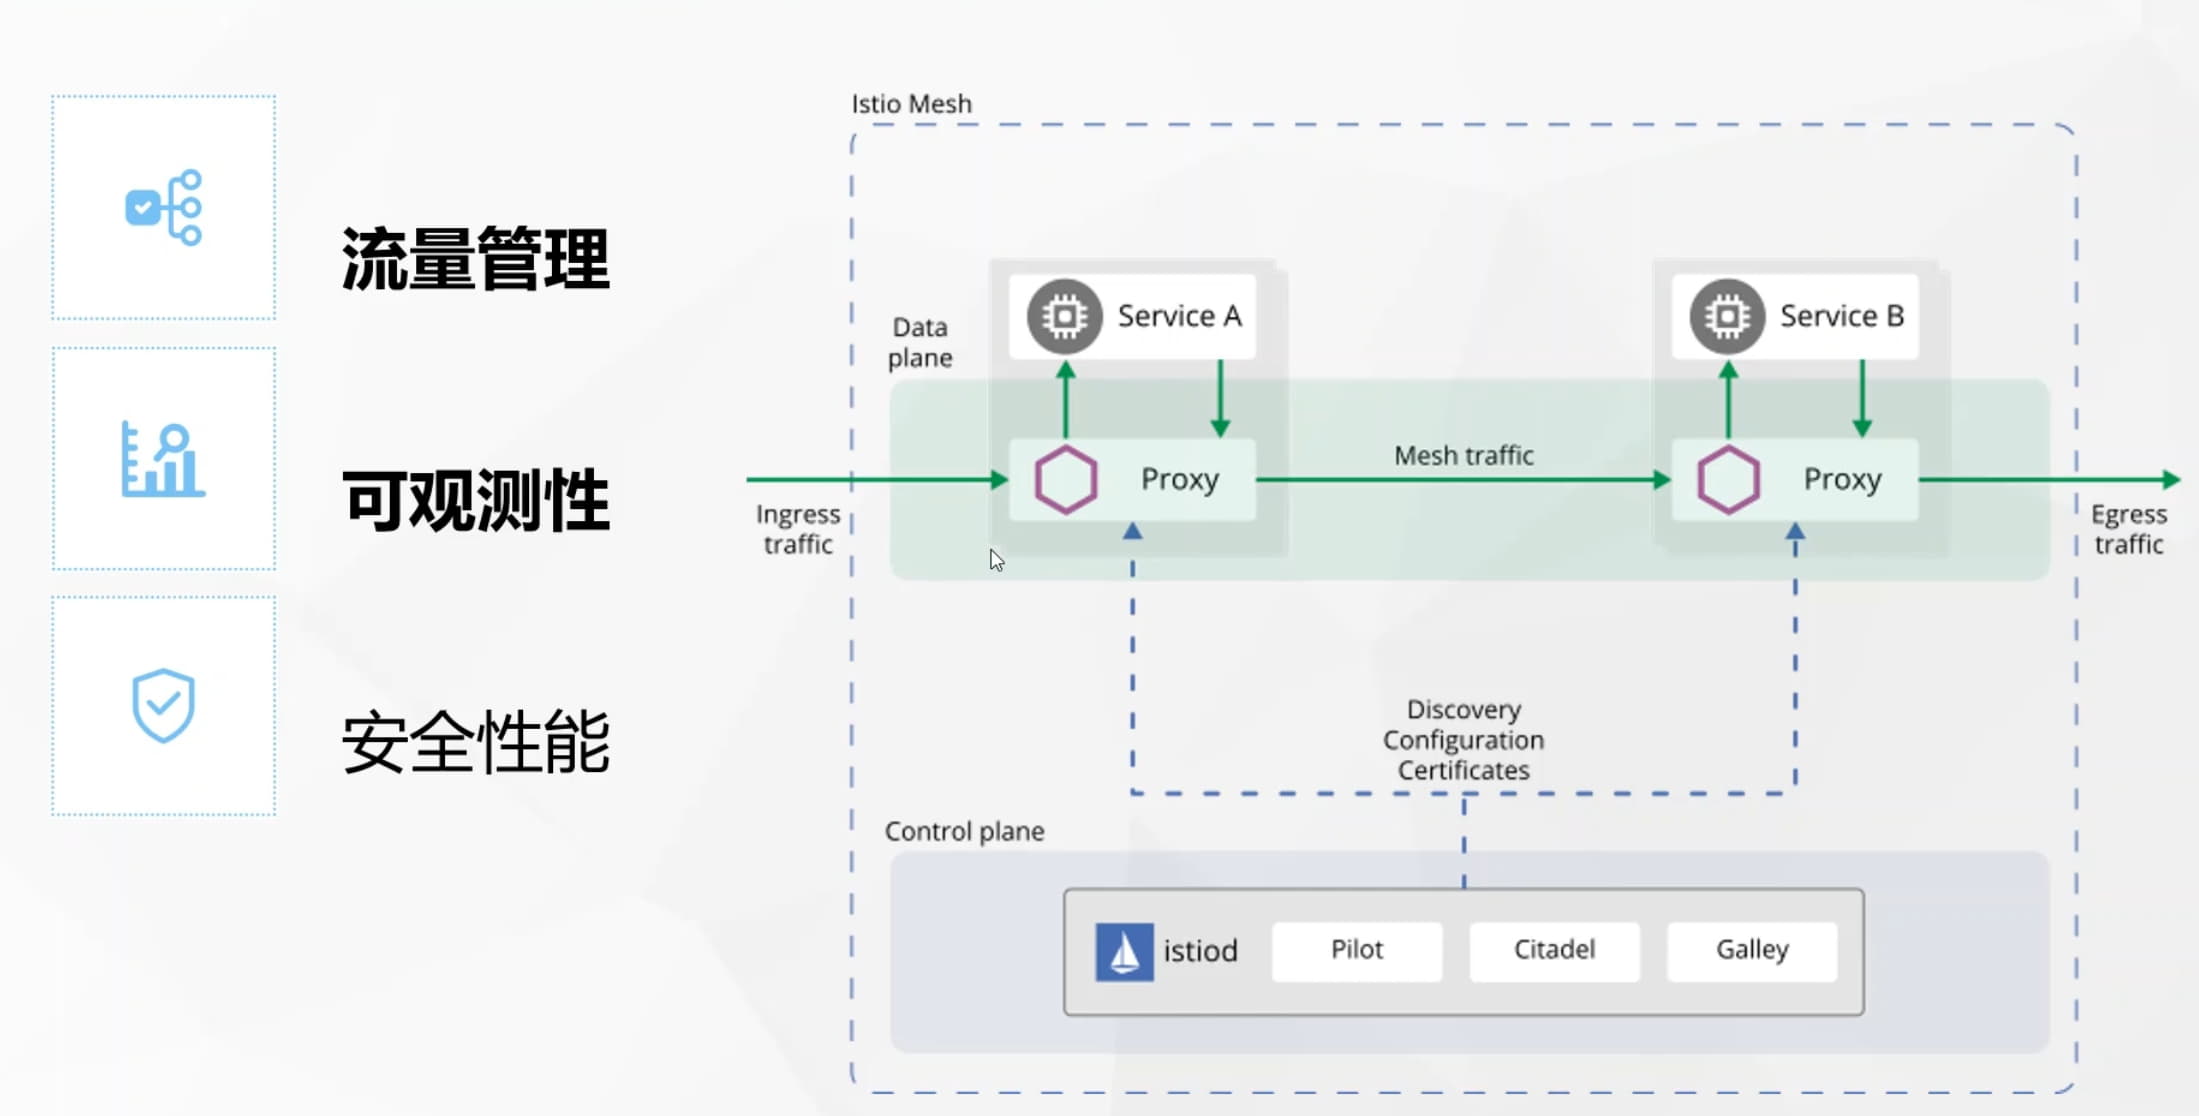 流量管理
可观测性
安全性能
Istio Mesh
Data
plane
Service A
Service B
Proxy
Mesh traffic
Proxy
Ingress
traffic
Egress
traffic
Discovery
Configuration
Certificates
Control plane
istiod
Pilot
Citadel
Galley